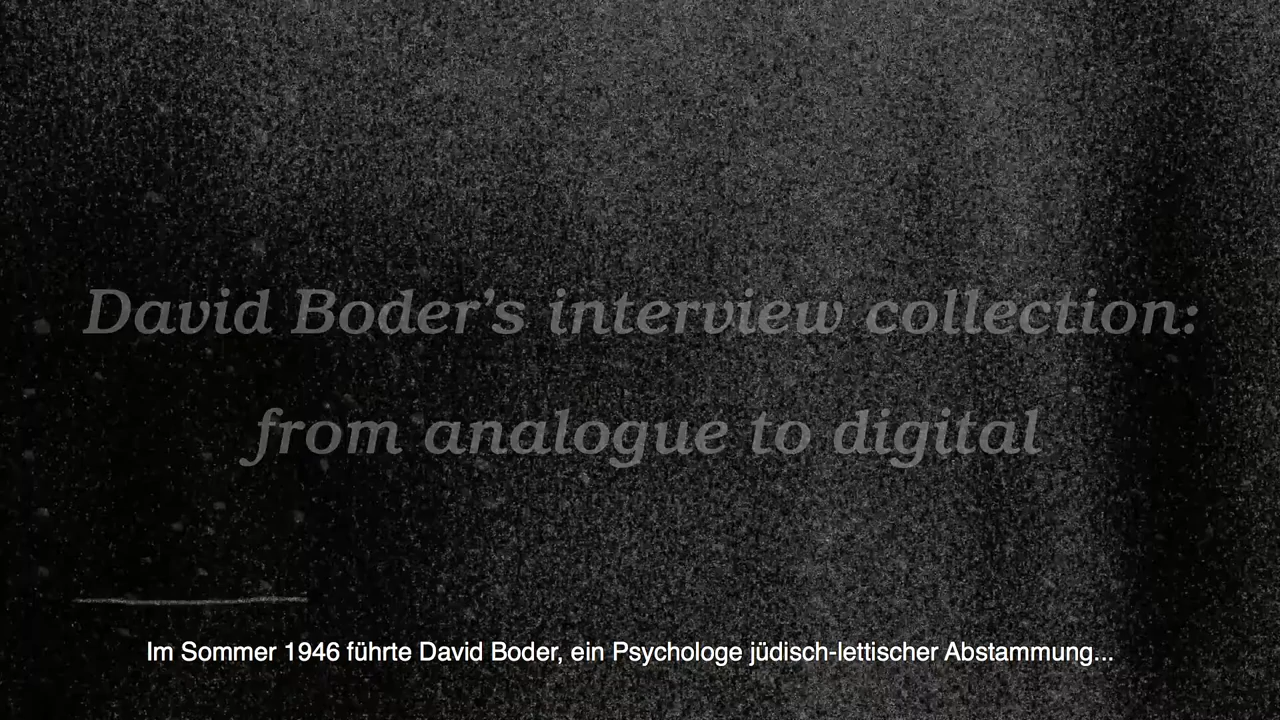 David Boder’s interview collection:
from analogue to digital
Im Sommer 1946 führte David Boder, ein Psychologe jüdisch-lettischer Abstammung...